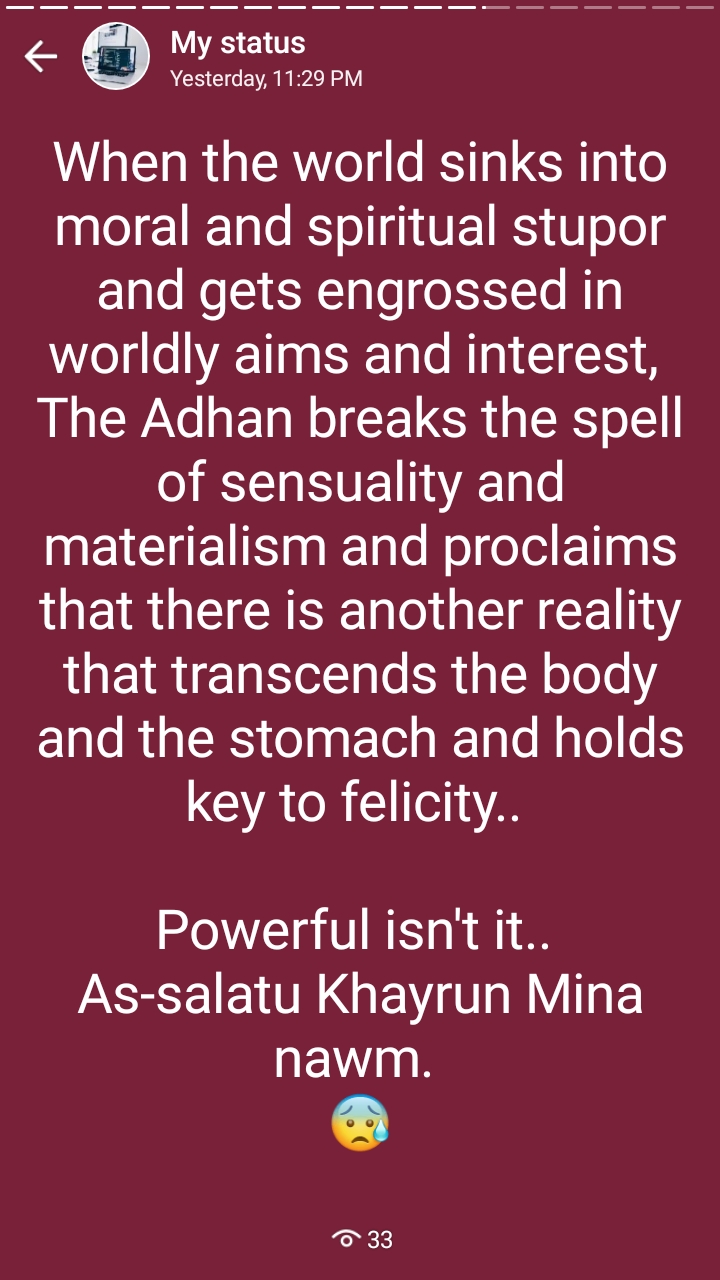 My status
Yesterday, 11:29 PM
When the world sinks into
moral and spiritual stupor
and gets engrossed in
worldly aims and interest,
The Adhan breaks the spell
of sensuality and
materialism and proclaims
that there is another reality
that transcends the body
and the stomach and holds
key to felicity..
Powerful isn't it..
As-salatu Khayrun Mina
nawm.
😰
33